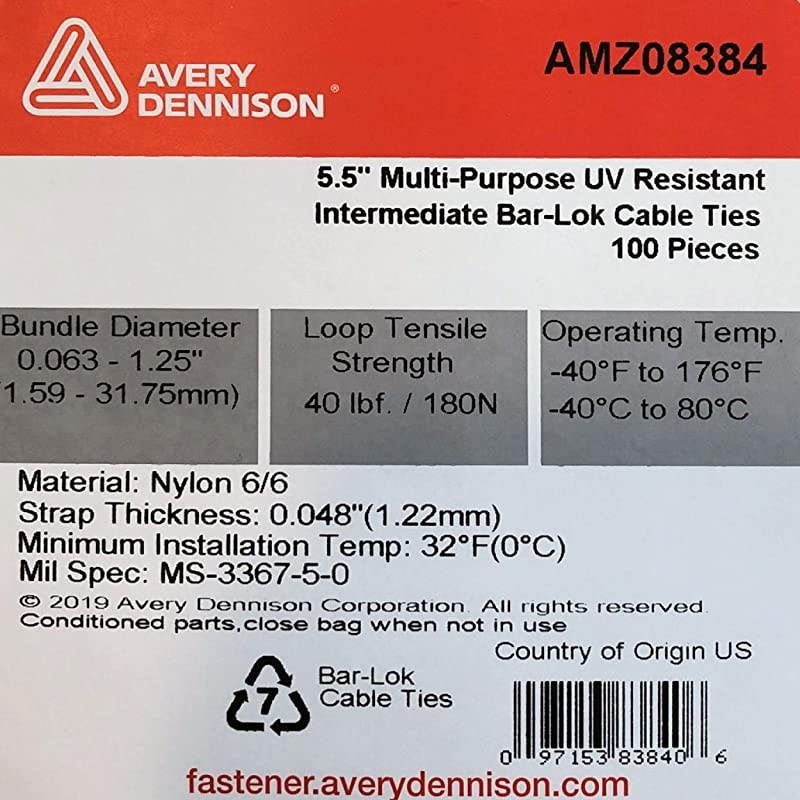 AVERY
DENNISON®
AMZ08384
5.5" Multi-Purpose UV Resistant
Intermediate Bar-Lok Cable Ties
100 Pieces
Bundle Diameter
0.063 - 1.25"
(1.59 - 31.75mm)
Loop Tensile
Strength
40 lbf. / 180N
Operating Temp.
-40°F to 176°F
-40°C to 80°C
Material: Nylon 6/6
Strap Thickness: 0.048"(1.22mm)
Minimum Installation Temp: 32°F(0°C)
Mil Spec: MS-3367-5-0
© 2019 Avery Dennison Corporation. All rights reserved.
Conditioned parts,close bag when not in use
Country of Origin US
7
Bar-Lok
Cable Ties
0 97153 83840 6
fastener.averydennison.com